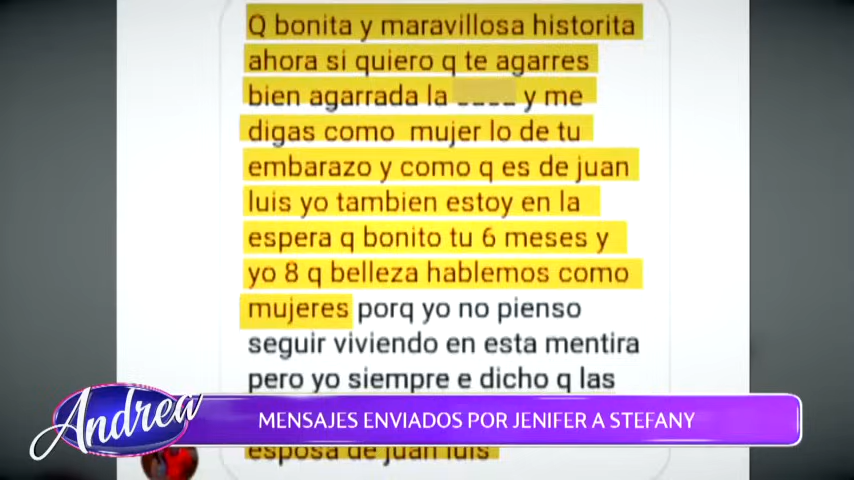 Q bonita y maravillosa historita
ahora si quiero q te agarres
bien agarrada la y me
digas como mujer lo de tu
embarazo y como q es de juan
luis yo tambien estoy en la
espera q bonito tu 6 meses y
yo 8 q belleza hablemos como
mujeres porq yo no pienso
seguir viviendo en esta mentira
pero yo siempre e dicho q las
Andrea
MENSAJES ENVIADOS POR JENIFER A STEFANY
esposa de juan luis